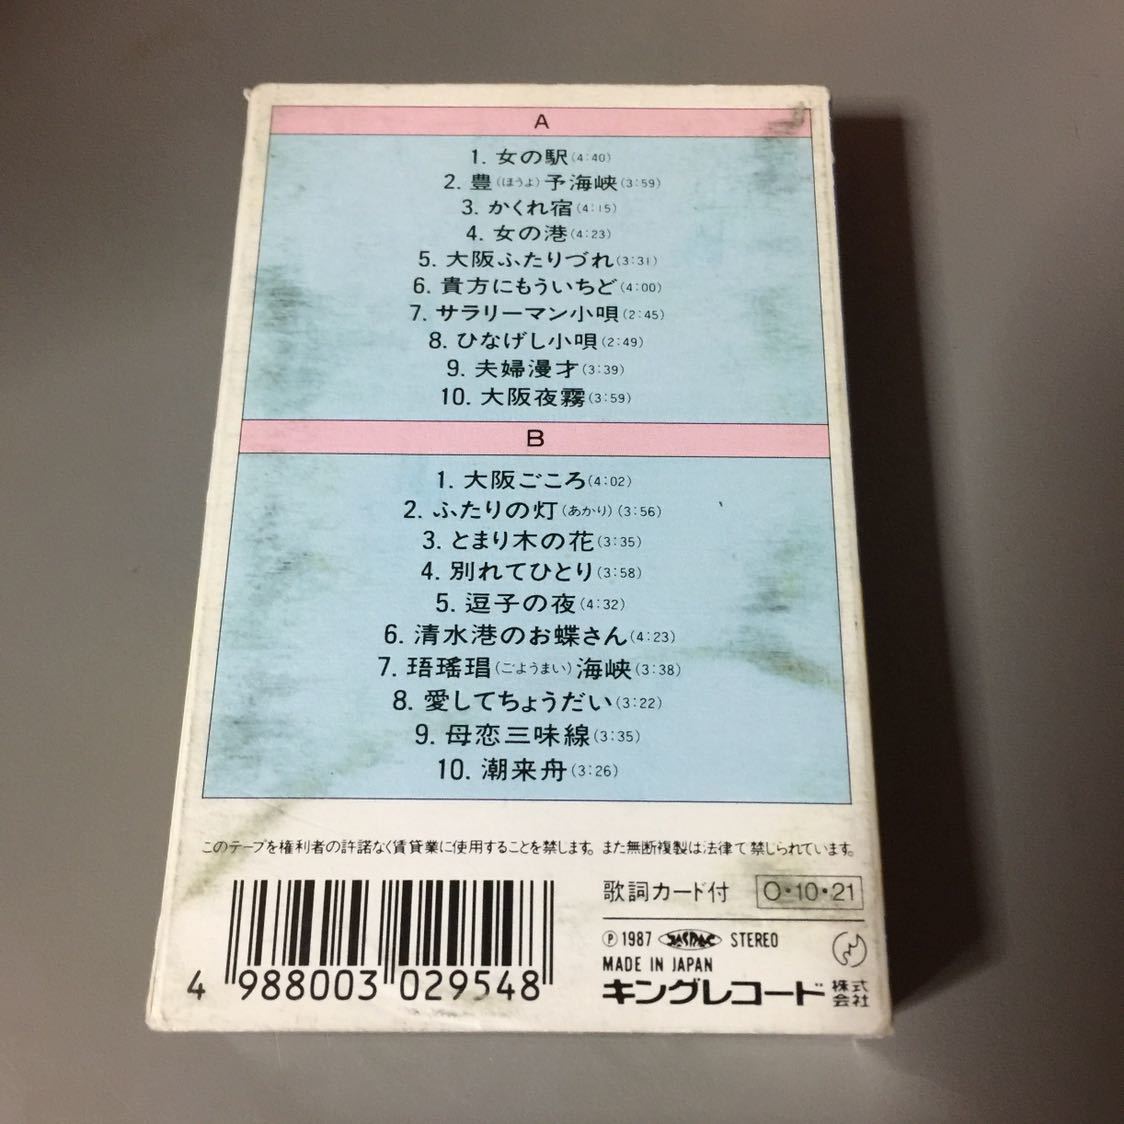 A
1. 女の駅(4:40)
2. 豊(ほうよ)予海峡(3:59)
3. かくれ宿(4:15)
4. 女の港(4:23)
5. 大阪ふたりづれ(3:31)
6. 貴方にもういちど(4:00)
7. サラリーマン小唄(2:45)
8. ひなげし小唄(2:49)
9. 夫婦漫才(3:39)
10. 大阪夜霧(3:59)
B
1. 大阪ごころ(4:02)
2. ふたりの灯(あかり)(3:56)
3. とまり木の花(3:35)
4. 別れてひとり(3:58)
5. 逗子の夜(4:32)
6. 清水港のお蝶さん(4:23)
7. 珸瑤瑁(ごようまい)海峡(3:38)
8. 愛してちょうだい(3:22)
9. 母恋三味線(3:35)
10. 潮来舟(3:26)
このテープを権利者の許諾なく賃貸業に使用することを禁じます。また無断複製は法律で禁じられています。
歌詞カード付 O・10・21
Ⓟ1987 JASRAC STEREO
MADE IN JAPAN
キングレコード株式会社
4 988003 029548